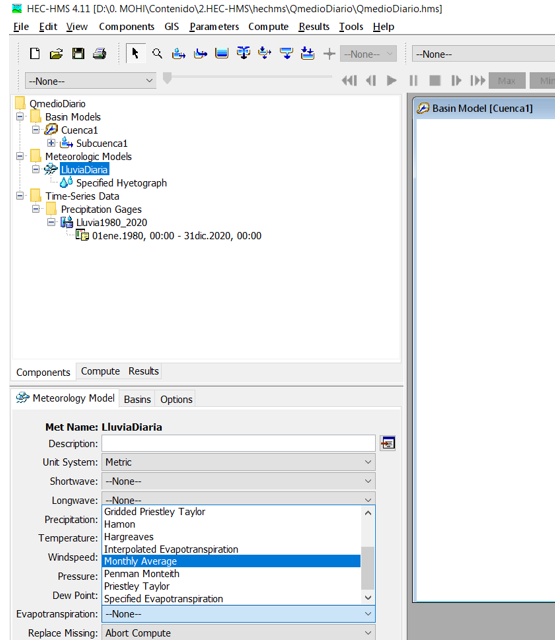 HEC-HMS 4.11 [D:\0. MOHI\Contenido\2.HEC-HMS\hechms\QmedioDiario\QmedioDiario.hms]
File Edit View Components GIS Parameters Compute Results Tools Help
--None-- --None--
--None-- Max Min
QmedioDiario
Basin Models
Cuenca1
Subcuenca1
Meteorologic Models
LluviaDiaria
Specified Hyetograph
Time-Series Data
Precipitation Gages
Lluvia1980_2020
01ene.1980, 00:00 - 31dic.2020, 00:00
Basin Model [Cuenca1]
Components Compute Results
Meteorology Model Basins Options
Met Name: LluviaDiaria
Description:
Unit System: Metric
Shortwave: --None--
Longwave: --None--
Precipitation:
Temperature:
Windspeed:
Pressure:
Dew Point:
Gridded Priestley Taylor
Hamon
Hargreaves
Interpolated Evapotranspiration
Monthly Average
Penman Monteith
Priestley Taylor
Specified Evapotranspiration
Evapotranspiration: --None--
Replace Missing: Abort Compute